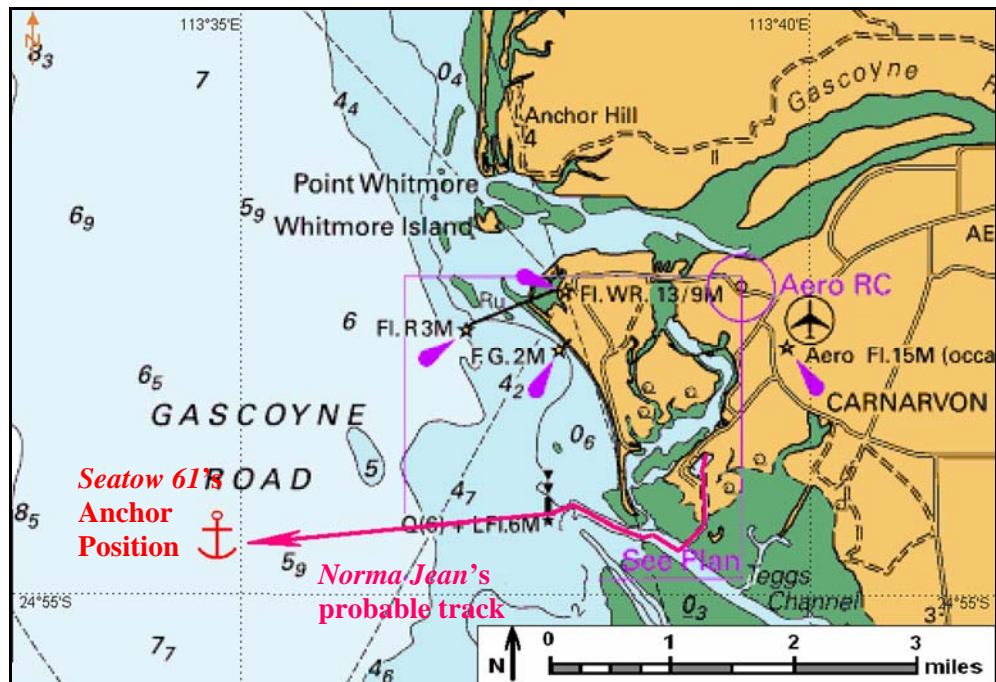 113°35'E
113°40'E
N
8₃
7
0₄
4₄
Gascoyne
Anchor Hill
4
Point Whitmore
Whitmore Island
6₉
5₉
AE
Aero RC
Fl.WR. 13/9M
Ru
6
Fl.R3M
F.G.2M
Aero Fl.15M (occa
4₂
CARNARVON
6₅
GASCOYNE
0₆
5
ROAD
Seatow 61's
Anchor
Position
4₇
8₅
Q(6) + LFl.6M
5₉
See Plan
Norma Jean's
probable track
Teggs
Channel
24°55'S
24°55'S
2
0₃
3
7₇
4₆
0 1 2 3
N
miles